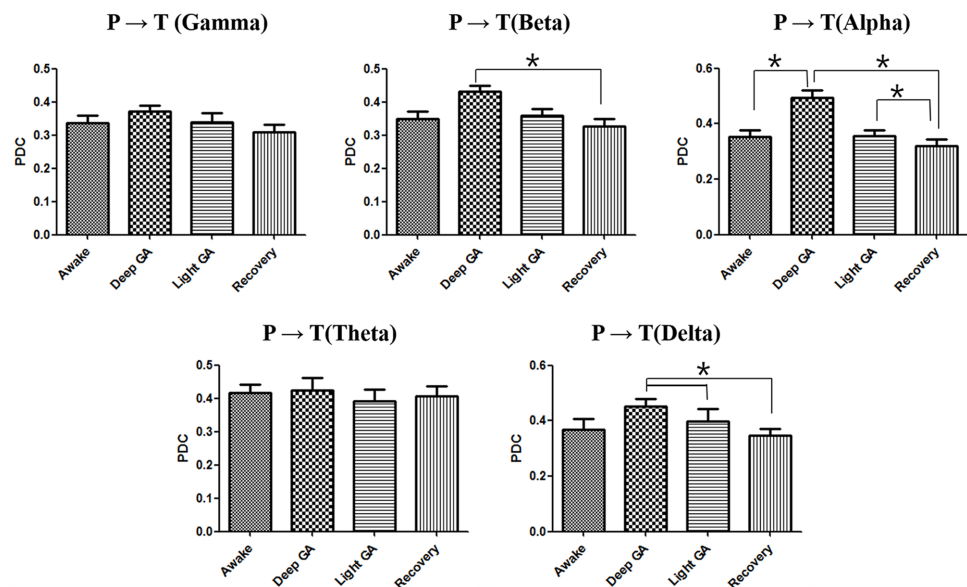 P → T (Gamma)
0.5
0.4
0.3
0.2
0.1
0.0
PDC
Awake
Deep GA
Light GA
Recovery
P → T(Beta)
*
0.5
0.4
0.3
0.2
0.1
0.0
PDC
Awake
Deep GA
Light GA
Recovery
P → T(Alpha)
* *
*
0.6
0.4
0.2
0.0
PDC
Awake
Deep GA
Light GA
Recovery
P → T(Theta)
0.5
0.4
0.3
0.2
0.1
0.0
PDC
Awake
Deep GA
Light GA
Recovery
P → T(Delta)
*
0.6
0.4
0.2
0.0
PDC
Awake
Deep GA
Light GA
Recovery